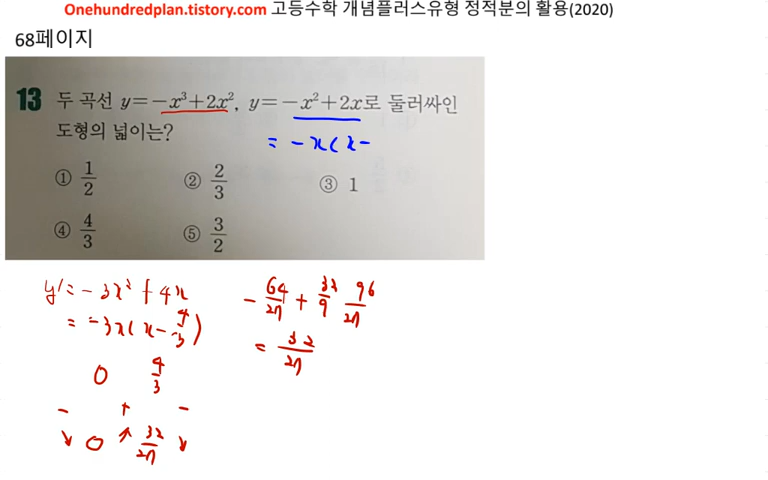 Onehundredplan.tistory.com 고등수학 개념플러스유형 정적분의 활용(2020)
68페이지
13 두 곡선 y=-x³+2x², y=-x²+2x로 둘러싸인
도형의 넓이는?
= -x(x-
① 1/2 ② 2/3 ③ 1
④ 4/3 ⑤ 3/2
y'=-3x²+4x
= -3x(x-4/3)
0 4/3
- + -
↘ 0 ↗ 32/27 ↘
-64/27 + 32/9 96/27
= 32/27